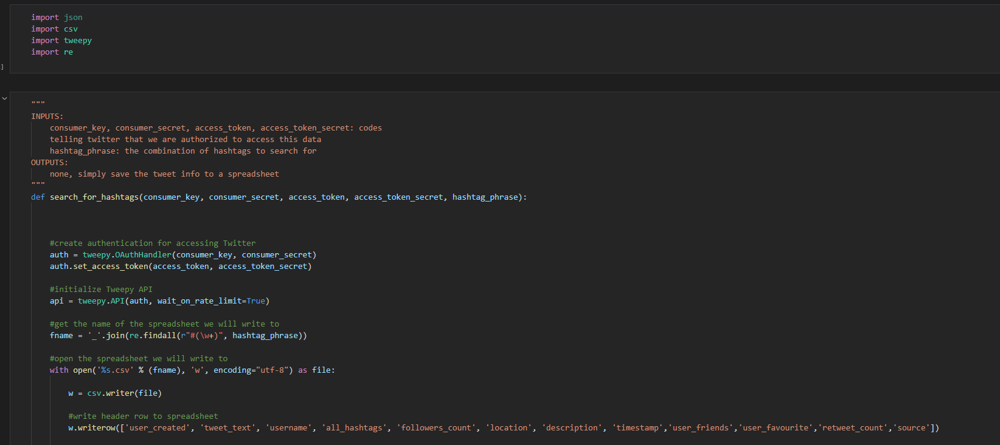 import json
import csv
import tweepy
import re
]
"""
INPUTS:
    consumer_key, consumer_secret, access_token, access_token_secret: codes
    telling twitter that we are authorized to access this data
    hashtag_phrase: the combination of hashtags to search for
OUTPUTS:
    none, simply save the tweet info to a spreadsheet
"""
def search_for_hashtags(consumer_key, consumer_secret, access_token, access_token_secret, hashtag_phrase):
    #create authentication for accessing Twitter
    auth = tweepy.OAuthHandler(consumer_key, consumer_secret)
    auth.set_access_token(access_token, access_token_secret)
    #initialize Tweepy API
    api = tweepy.API(auth, wait_on_rate_limit=True)
    #get the name of the spreadsheet we will write to
    fname = '_'.join(re.findall(r"#(\w+)", hashtag_phrase))
    #open the spreadsheet we will write to
    with open('%s.csv' % (fname), 'w', encoding="utf-8") as file:
        w = csv.writer(file)
        #write header row to spreadsheet
        w.writerow(['user_created', 'tweet_text', 'username', 'all_hashtags', 'followers_count', 'location', 'description', 'timestamp','user_friends','user_favourite','retweet_count','source'])